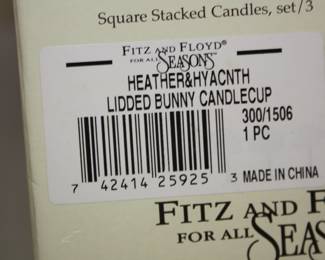 Square Stacked Candles, set/3
FITZ AND FLOYD®
FOR ALL SEASONS
HEATHER&HYACNTH
LIDDED BUNNY CANDLECUP
300/1506
1 PC
7 42414 25925 3 MADE IN CHINA
FITZ AND F
FOR ALL SEAS